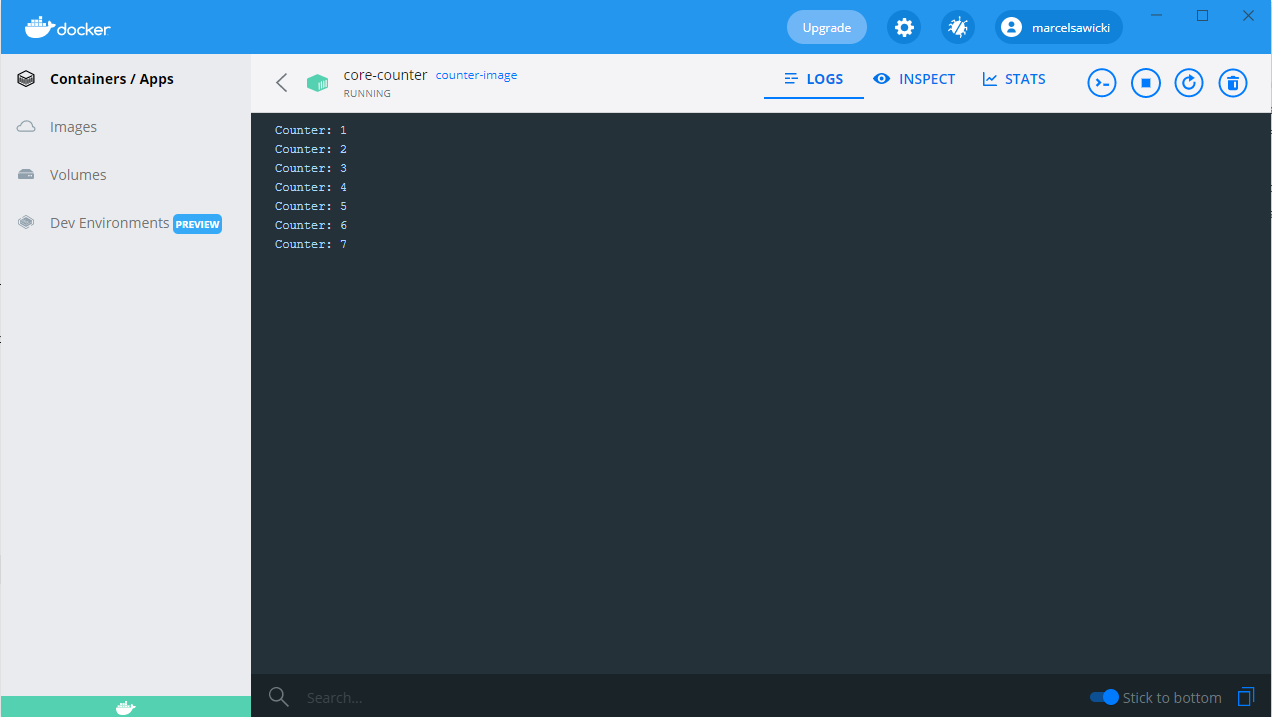 docker
Upgrade
marcelsawicki
Containers / Apps
Images
Volumes
Dev Environments PREVIEW
core-counter counter-image
RUNNING
LOGS
INSPECT
STATS
Counter: 1
Counter: 2
Counter: 3
Counter: 4
Counter: 5
Counter: 6
Counter: 7
Search...
Stick to bottom